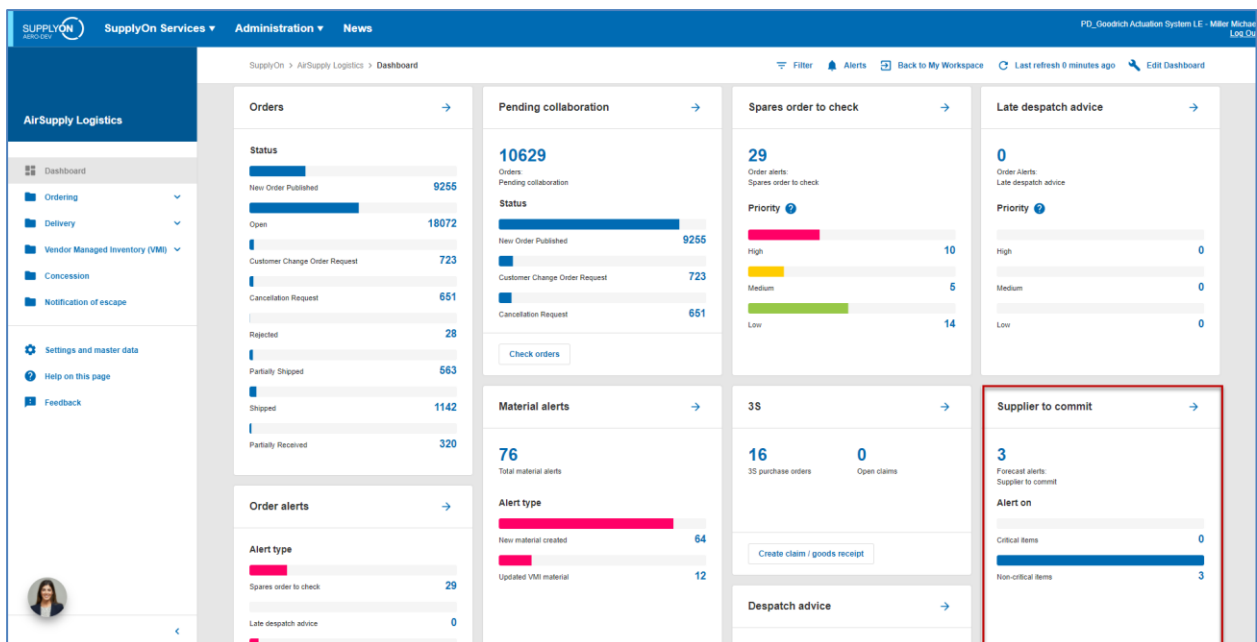 SUPPLYON
AERO-DEV
SupplyOn Services ▾ Administration ▾ News
PD_Goodrich Actuation System LE - Miller Michae
Log Ou
AirSupply Logistics
Dashboard
Ordering
Delivery
Vendor Managed Inventory (VMI)
Concession
Notification of escape
Settings and master data
Help on this page
Feedback
SupplyOn > AirSupply Logistics > Dashboard
Filter Alerts Back to My Workspace Last refresh 0 minutes ago Edit Dashboard
Orders
Status
New Order Published 9255
Open 18072
Customer Change Order Request 723
Cancellation Request 651
Rejected 28
Partially Shipped 563
Shipped 1142
Partially Received 320
Order alerts
Alert type
Spares order to check 29
Late despatch advice 0
Pending collaboration
10629
Orders:
Pending collaboration
Status
New Order Published 9255
Customer Change Order Request 723
Cancellation Request 651
Check orders
Material alerts
76
Total material alerts
Alert type
New material created 64
Updated VMI material 12
Spares order to check
29
Order alerts:
Spares order to check
Priority ?
High 10
Medium 5
Low 14
3S
16 0
3S purchase orders Open claims
Create claim / goods receipt
Despatch advice
Late despatch advice
0
Order Alerts:
Late despatch advice
Priority ?
High 0
Medium 0
Low 0
Supplier to commit
3
Forecast alerts:
Supplier to commit
Alert on
Critical items 0
Non-critical items 3